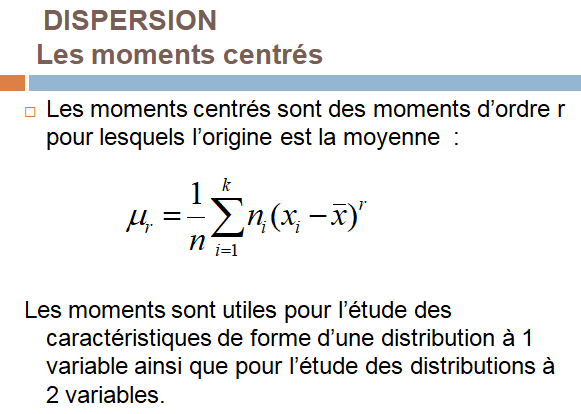 DISPERSION
Les moments centrés
Les moments centrés sont des moments d’ordre r
pour lesquels l’origine est la moyenne :
μ_r = \frac{1}{n} \sum_{i=1}^{k} n_i (x_i − \bar{x})^r
Les moments sont utiles pour l’étude des
caractéristiques de forme d’une distribution à 1
variable ainsi que pour l’étude des distributions à
2 variables.